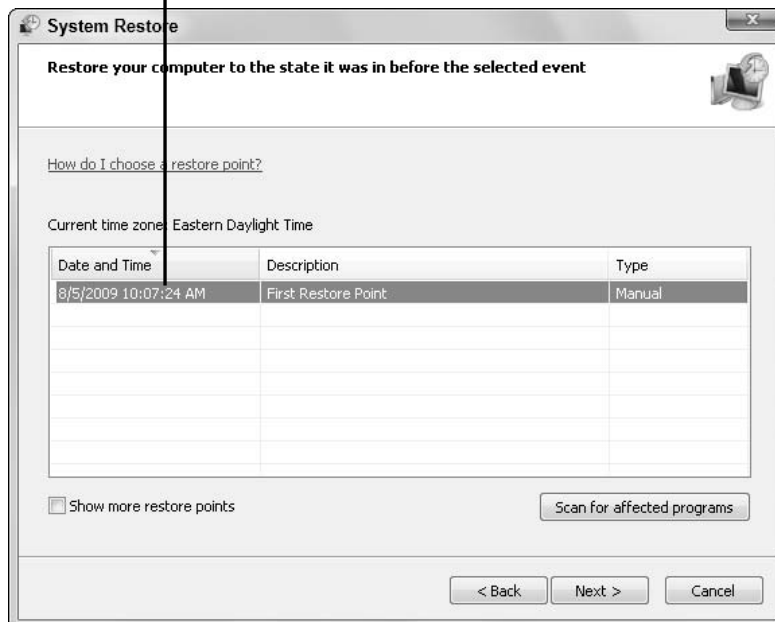 System Restore
Restore your computer to the state it was in before the selected event
How do I choose a restore point?
Current time zone: Eastern Daylight Time
Date and Time Description Type
8/5/2009 10:07:24 AM First Restore Point Manual
Show more restore points Scan for affected programs
< Back Next > Cancel